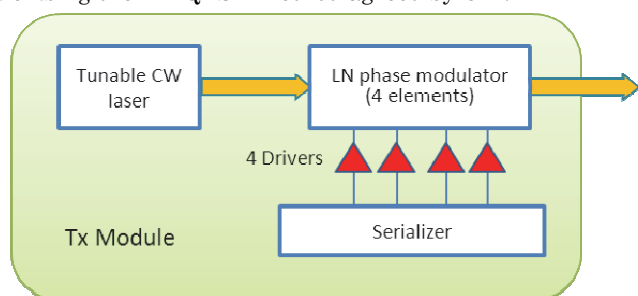 Tunable CW
laser
LN phase modulator
(4 elements)
4 Drivers
Serializer
Tx Module